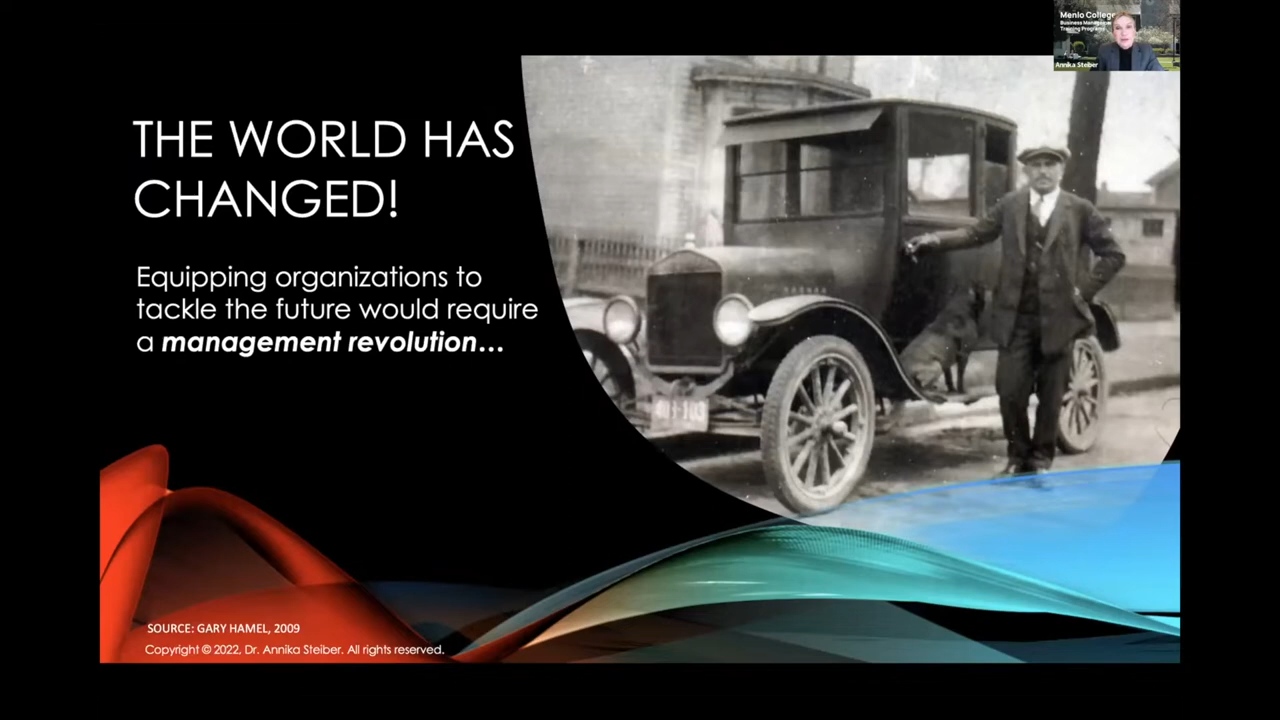 Menlo College
Business Management
Training Programs
Annika Steiber
THE WORLD HAS
CHANGED!
Equipping organizations to
tackle the future would require
a management revolution...
SOURCE: GARY HAMEL, 2009
Copyright © 2022, Dr. Annika Steiber. All rights reserved.